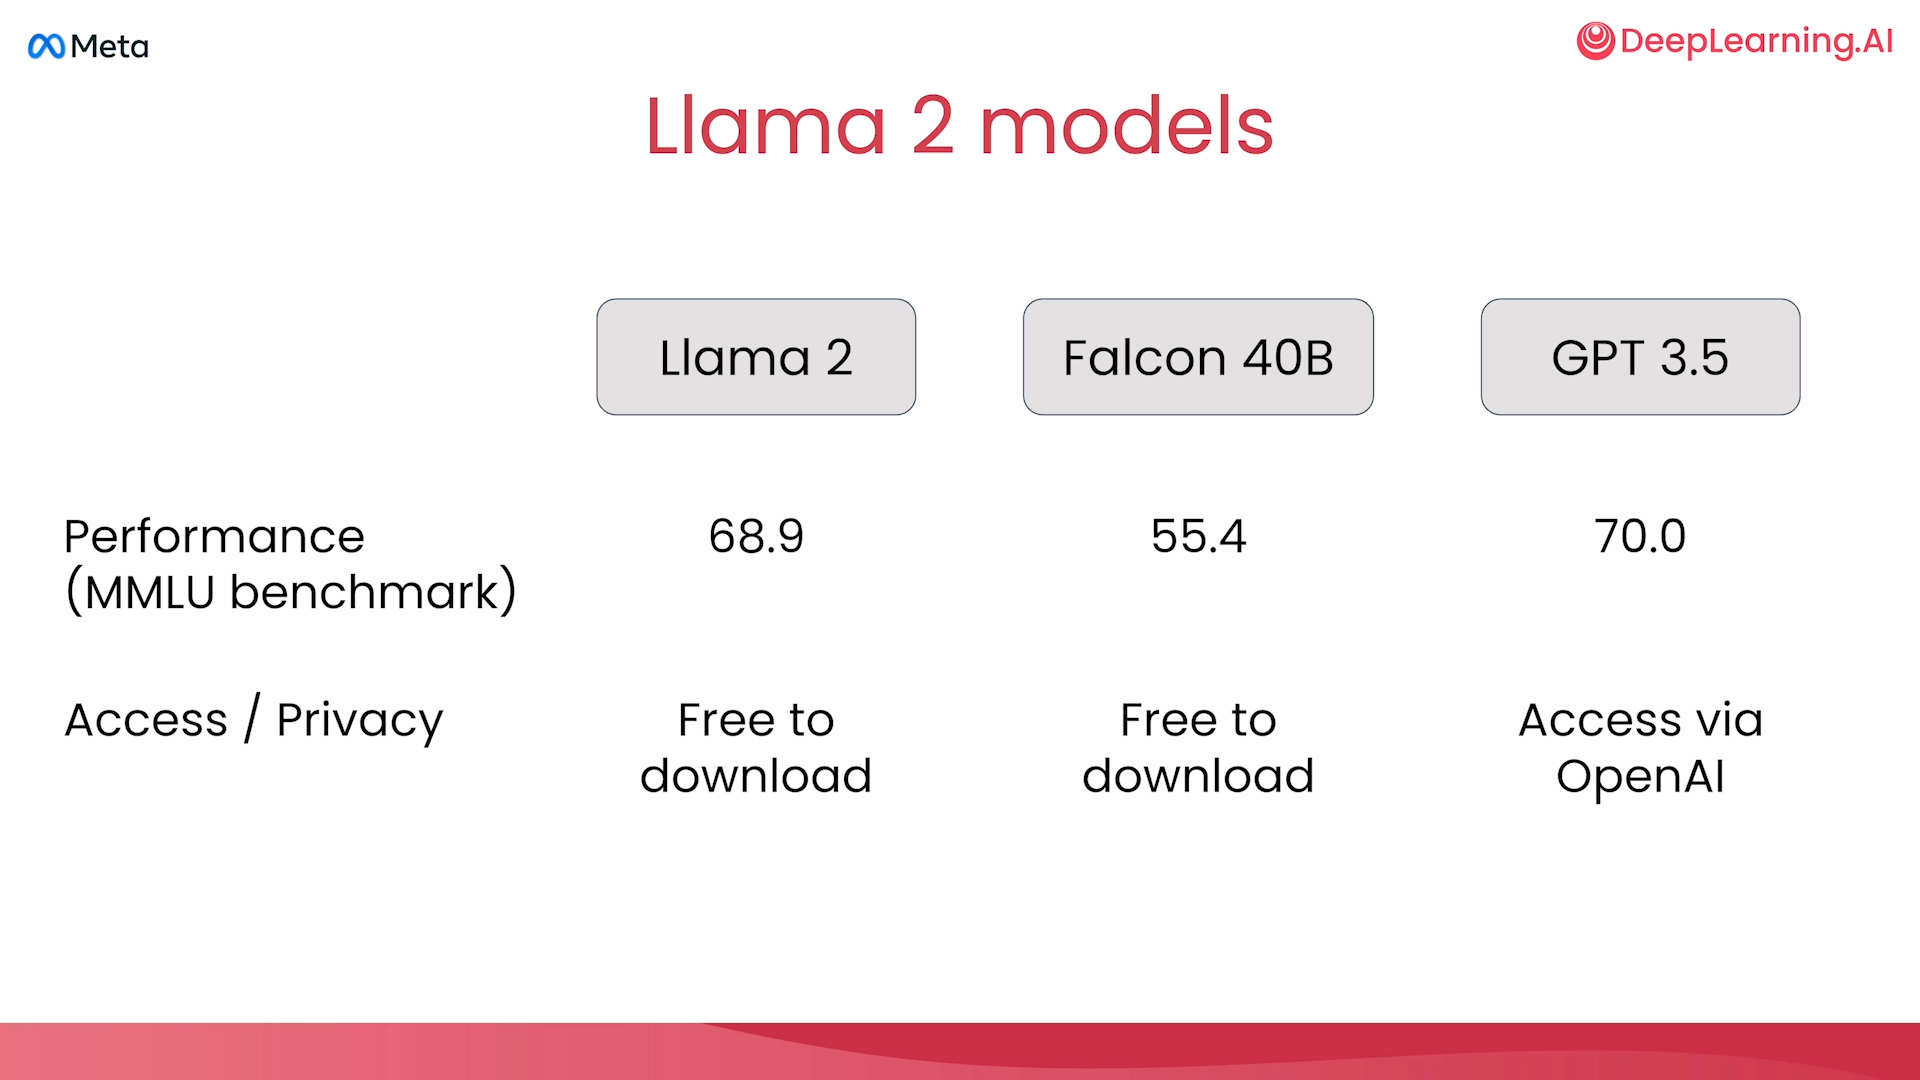 Meta
DeepLearning.AI
Llama 2 models
Llama 2
Falcon 40B
GPT 3.5
Performance
(MMLU benchmark)
68.9
55.4
70.0
Access / Privacy
Free to
download
Free to
download
Access via
OpenAI